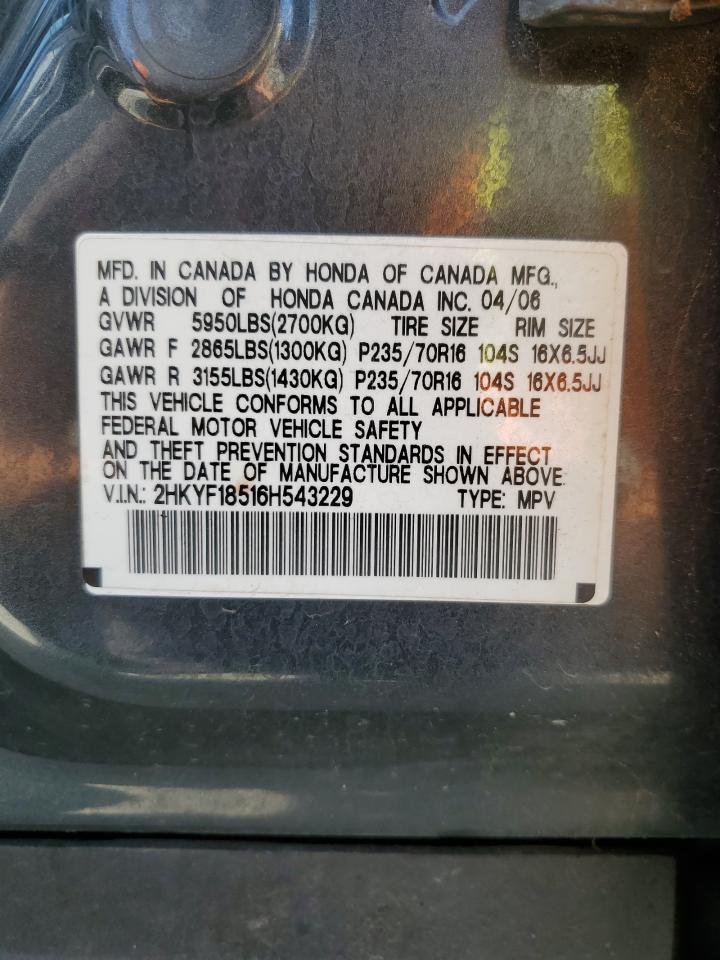 MFD. IN CANADA BY HONDA OF CANADA MFG.,
A DIVISION OF HONDA CANADA INC. 04/06
GVWR 5950LBS(2700KG) TIRE SIZE RIM SIZE
GAWR F 2865LBS(1300KG) P235/70R16 104S 16X6.5JJ
GAWR R 3155LBS(1430KG) P235/70R16 104S 16X6.5JJ
THIS VEHICLE CONFORMS TO ALL APPLICABLE
FEDERAL MOTOR VEHICLE SAFETY
AND THEFT PREVENTION STANDARDS IN EFFECT
ON THE DATE OF MANUFACTURE SHOWN ABOVE.
V.I.N.: 2HKYF18516H543229 TYPE: MPV